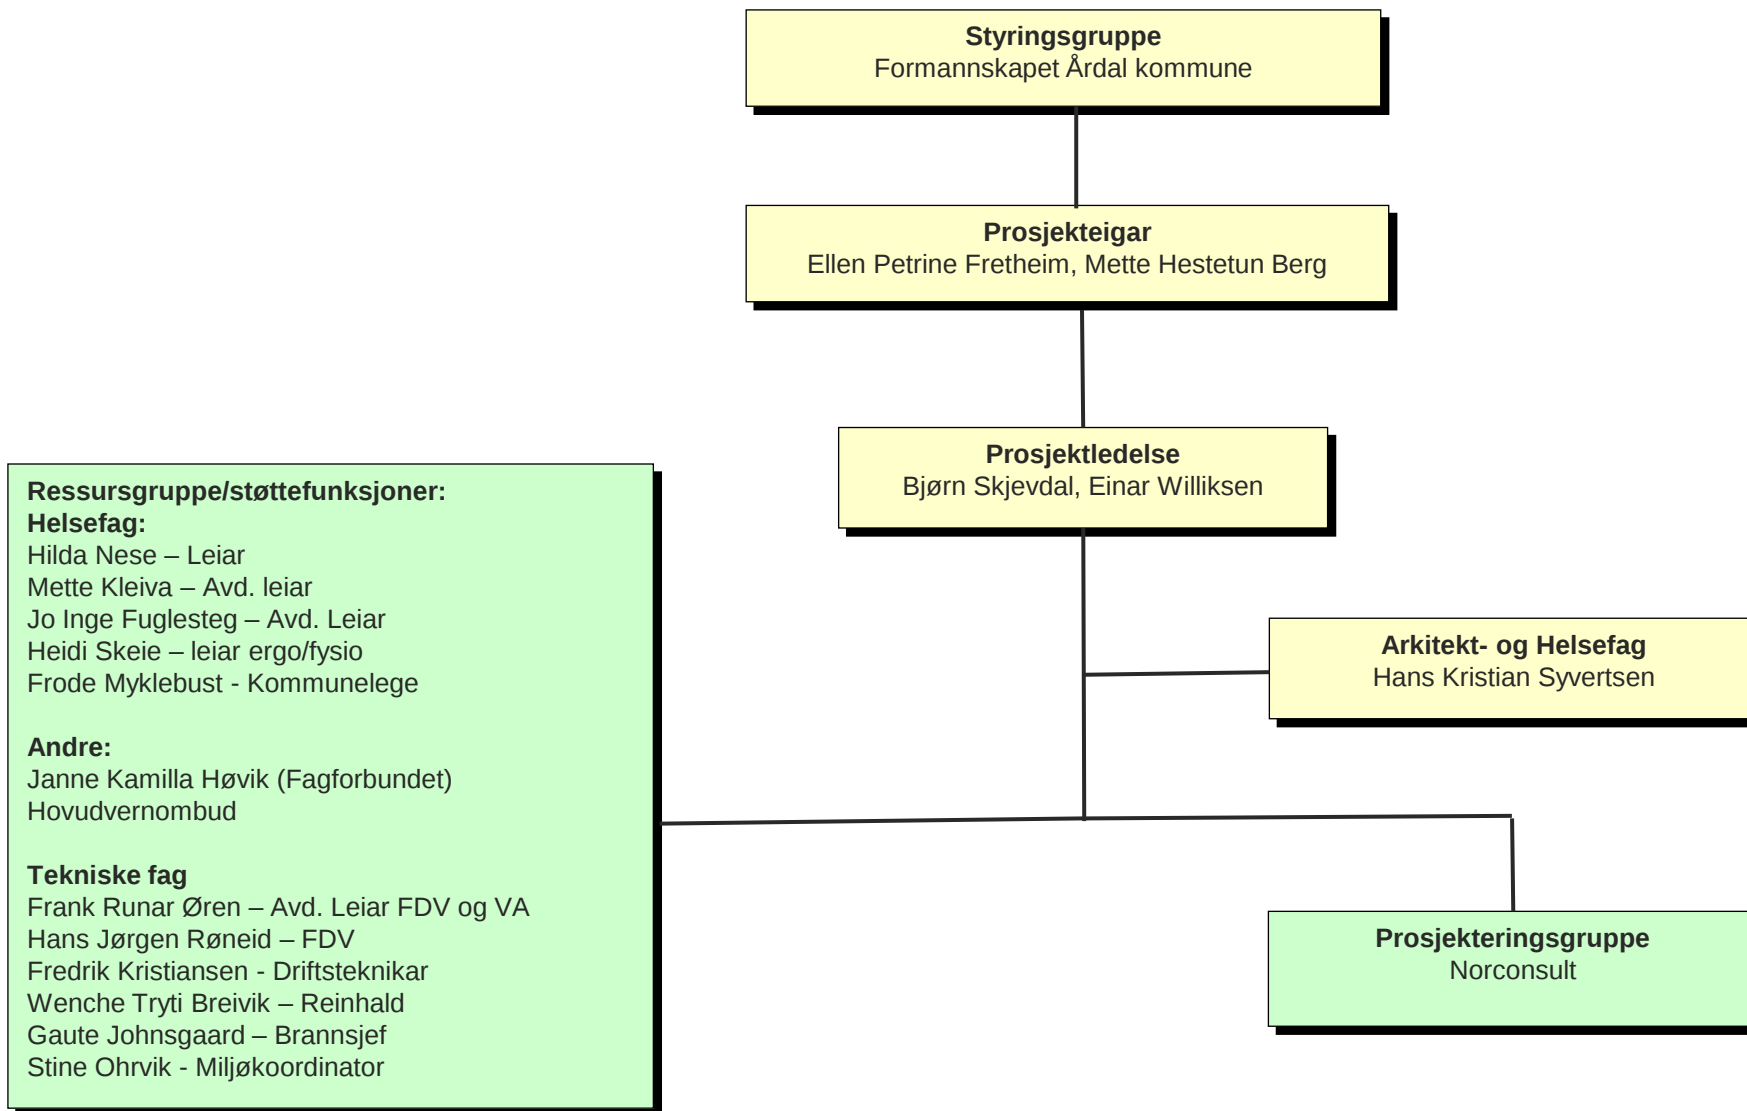 Styringsgruppe
Formannskapet Årdal kommune
Prosjekteigar
Ellen Petrine Fretheim, Mette Hestetun Berg
Prosjektledelse
Bjørn Skjevdal, Einar Williksen
Ressursgruppe/støttefunksjoner:
Helsefag:
Hilda Nese – Leiar
Mette Kleiva – Avd. leiar
Jo Inge Fuglesteg – Avd. Leiar
Heidi Skeie – leiar ergo/fysio
Frode Myklebust - Kommunelege
Andre:
Janne Kamilla Høvik (Fagforbundet)
Hovudvernombud
Tekniske fag
Frank Runar Øren – Avd. Leiar FDV og VA
Hans Jørgen Røneid – FDV
Fredrik Kristiansen - Driftsteknikar
Wenche Tryti Breivik – Reinhald
Gaute Johnsgaard – Brannsjef
Stine Ohrvik - Miljøkoordinator
Arkitekt- og Helsefag
Hans Kristian Syvertsen
Prosjekteringsgruppe
Norconsult